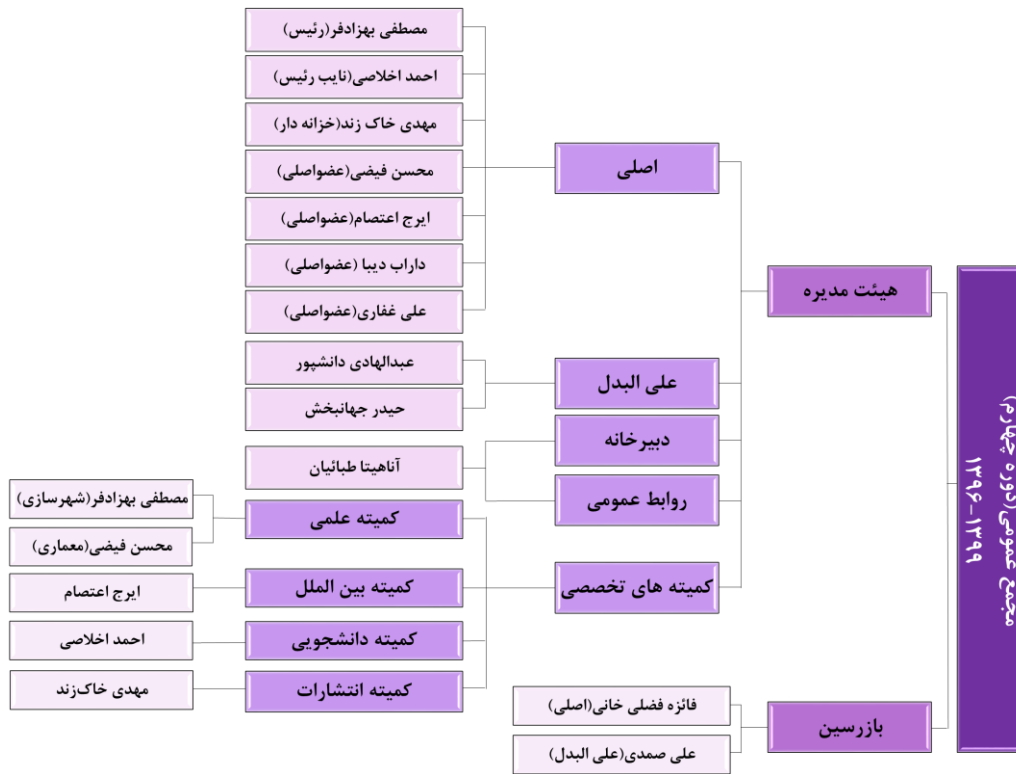 مجمع عمومی(دوره چهارم)
۱۳۹۶-۱۳۹۹
هیئت مدیره
اصلی
مصطفی بهزادفر(رئیس)
احمد اخلاصی(نایب رئیس)
مهدی خاک زند(خزانه دار)
محسن فیضی(عضواصلی)
ایرج اعتصام(عضواصلی)
داراب دیبا (عضواصلی)
علی غفاری(عضواصلی)
علی البدل
عبدالهادی دانشپور
حیدر جهانبخش
دبیرخانه
روابط عمومی
آناهیتا طبائیان
کمیته های تخصصی
کمیته علمی
مصطفی بهزادفر(شهرسازی)
محسن فیضی(معماری)
کمیته بین الملل
ایرج اعتصام
کمیته دانشجویی
احمد اخلاصی
کمیته انتشارات
مهدی خاک‌زند
بازرسین
فائزه فضلی خانی(اصلی)
علی صمدی(علی البدل)